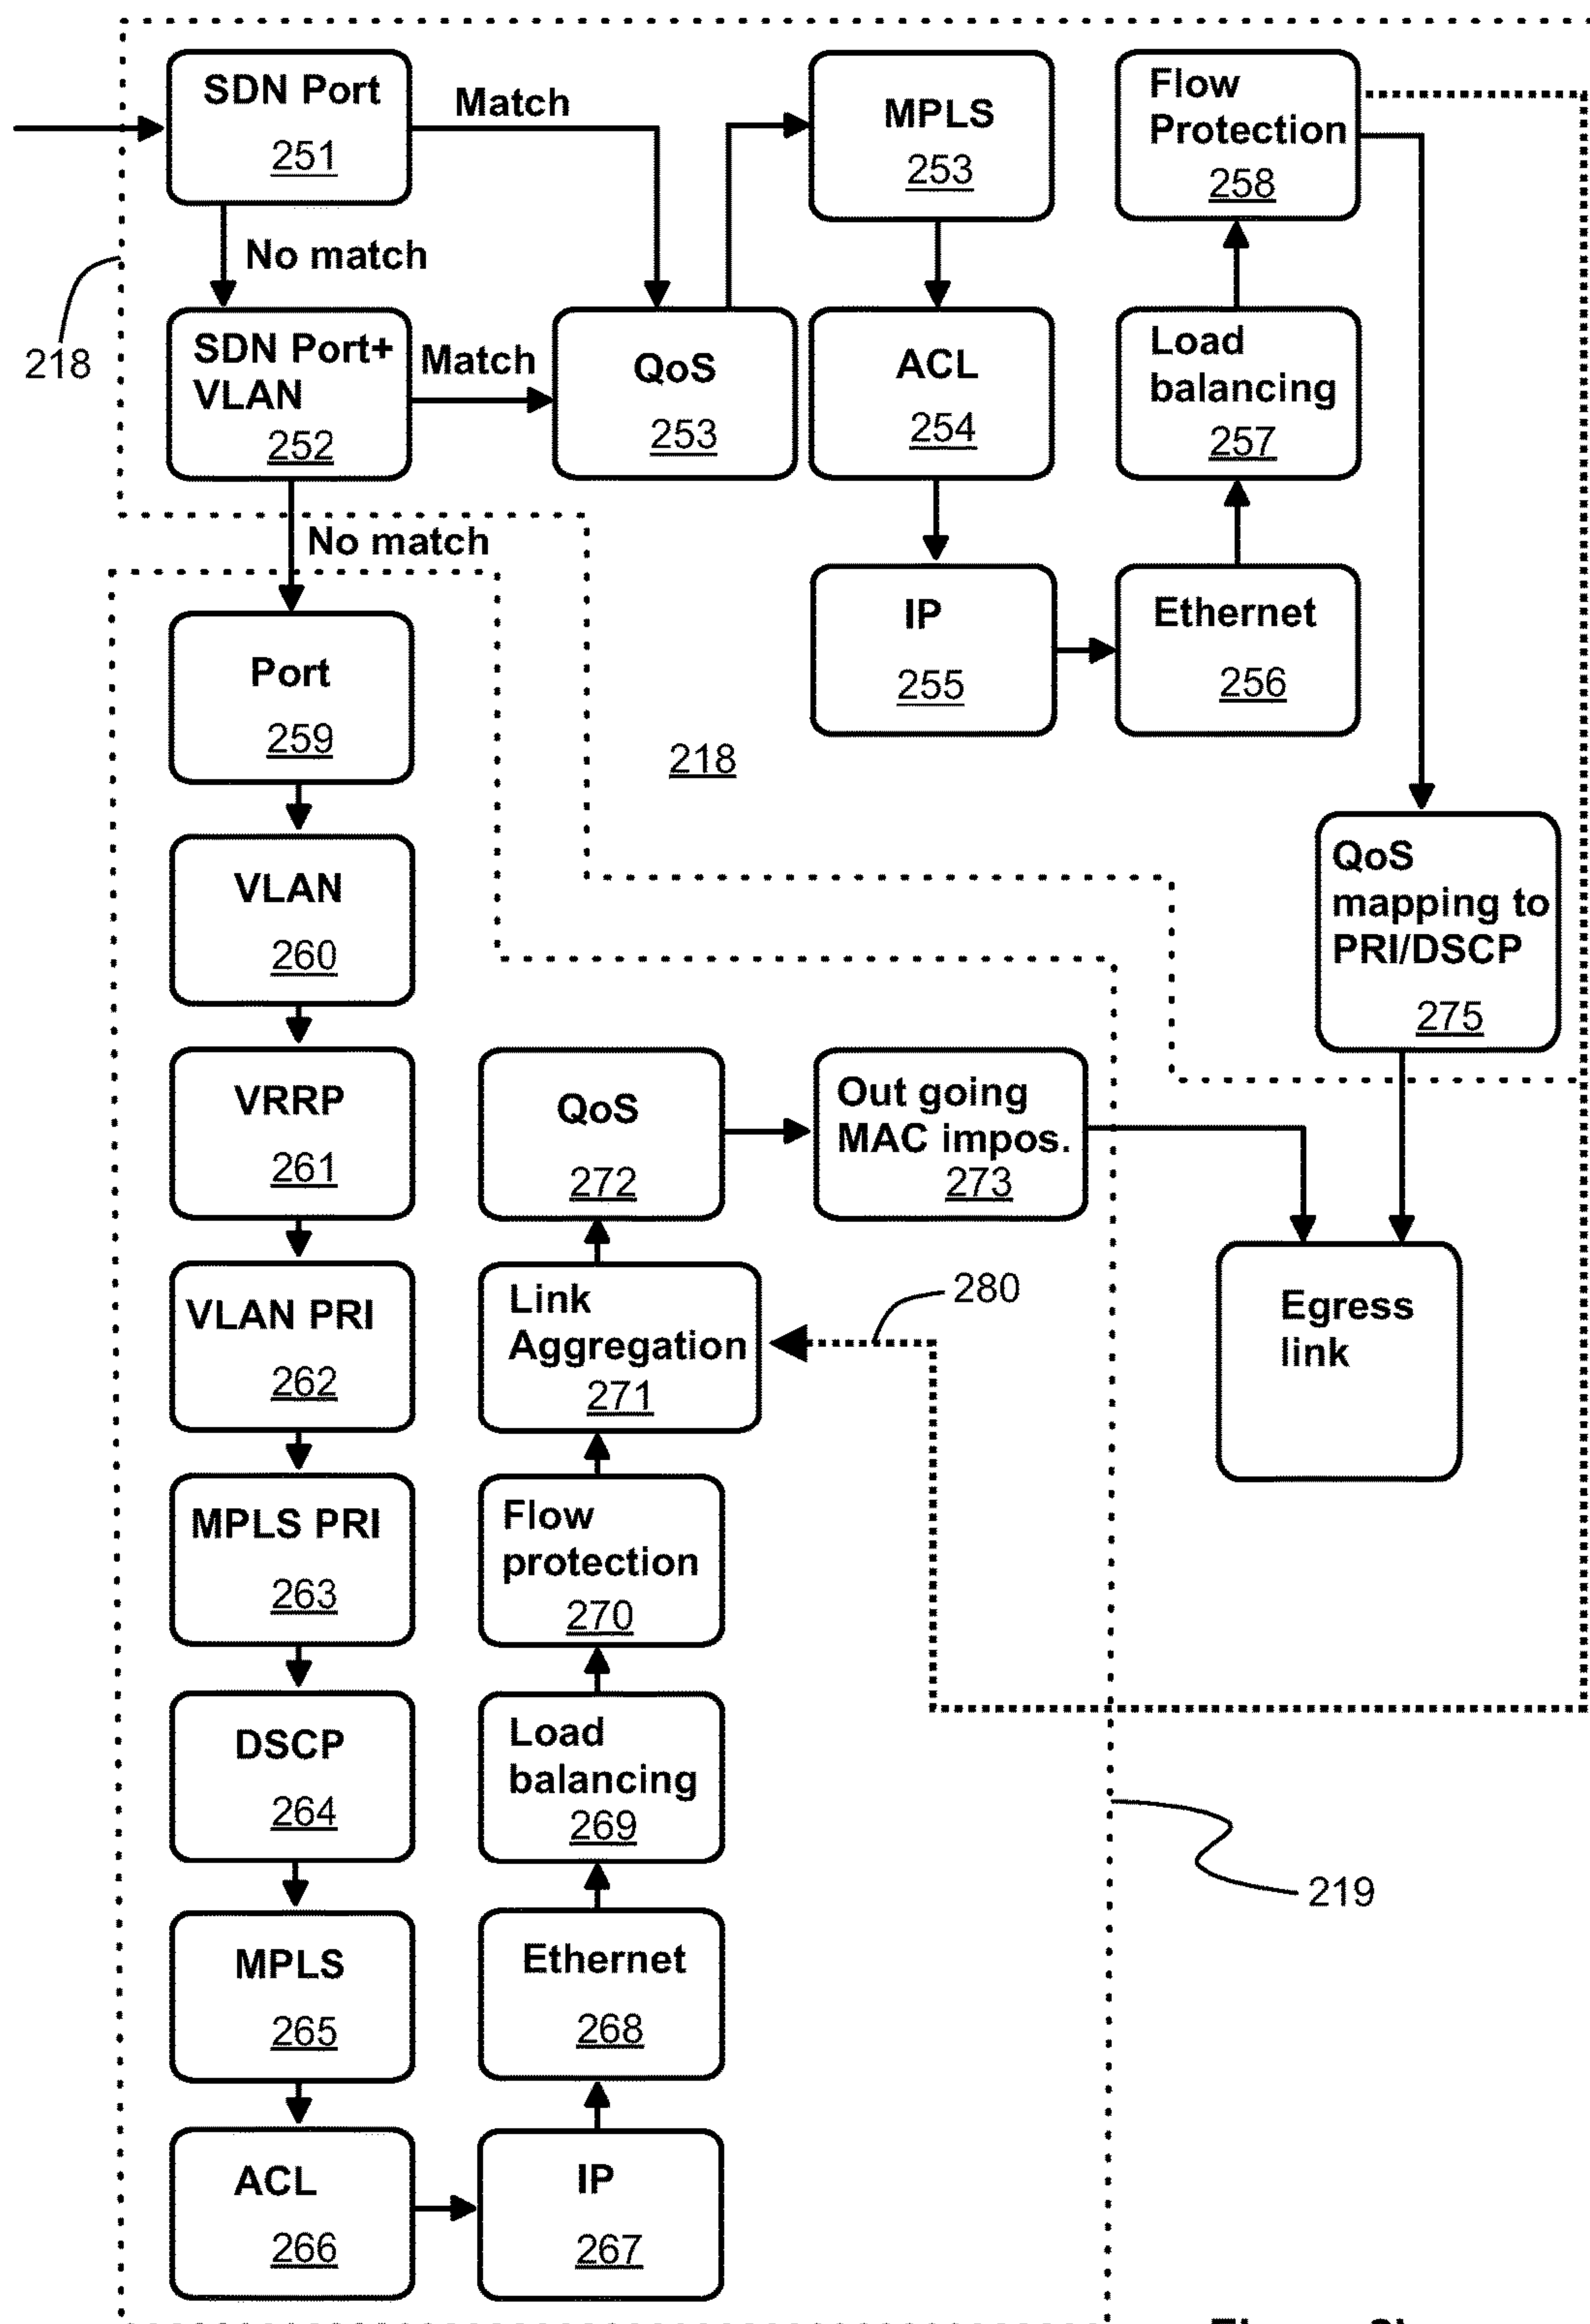 SDN Port
251
Match
No match
218
SDN Port+
VLAN
252
Match
QoS
253
MPLS
253
ACL
254
IP
255
Ethernet
256
Load
balancing
257
Flow
Protection
258
218
QoS
mapping to
PRI/DSCP
275
No match
Port
259
VLAN
260
VRRP
261
VLAN PRI
262
MPLS PRI
263
DSCP
264
MPLS
265
ACL
266
IP
267
Ethernet
268
Load
balancing
269
Flow
protection
270
Link
Aggregation
271
QoS
272
Out going
MAC impos.
273
280
Egress
link
219